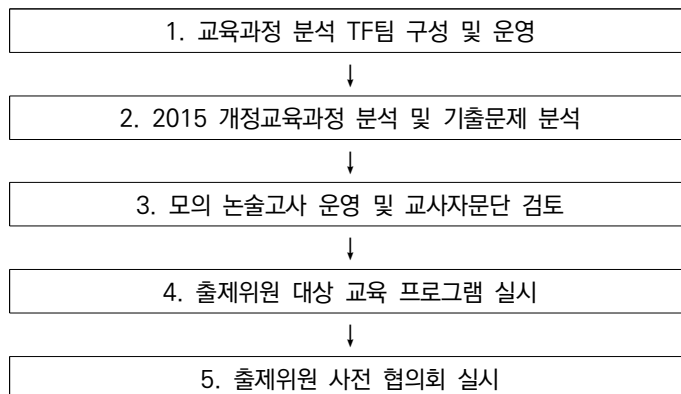 1. 교육과정 분석 TF팀 구성 및 운영
↓
2. 2015 개정교육과정 분석 및 기출문제 분석
↓
3. 모의 논술고사 운영 및 교사자문단 검토
↓
4. 출제위원 대상 교육 프로그램 실시
↓
5. 출제위원 사전 협의회 실시